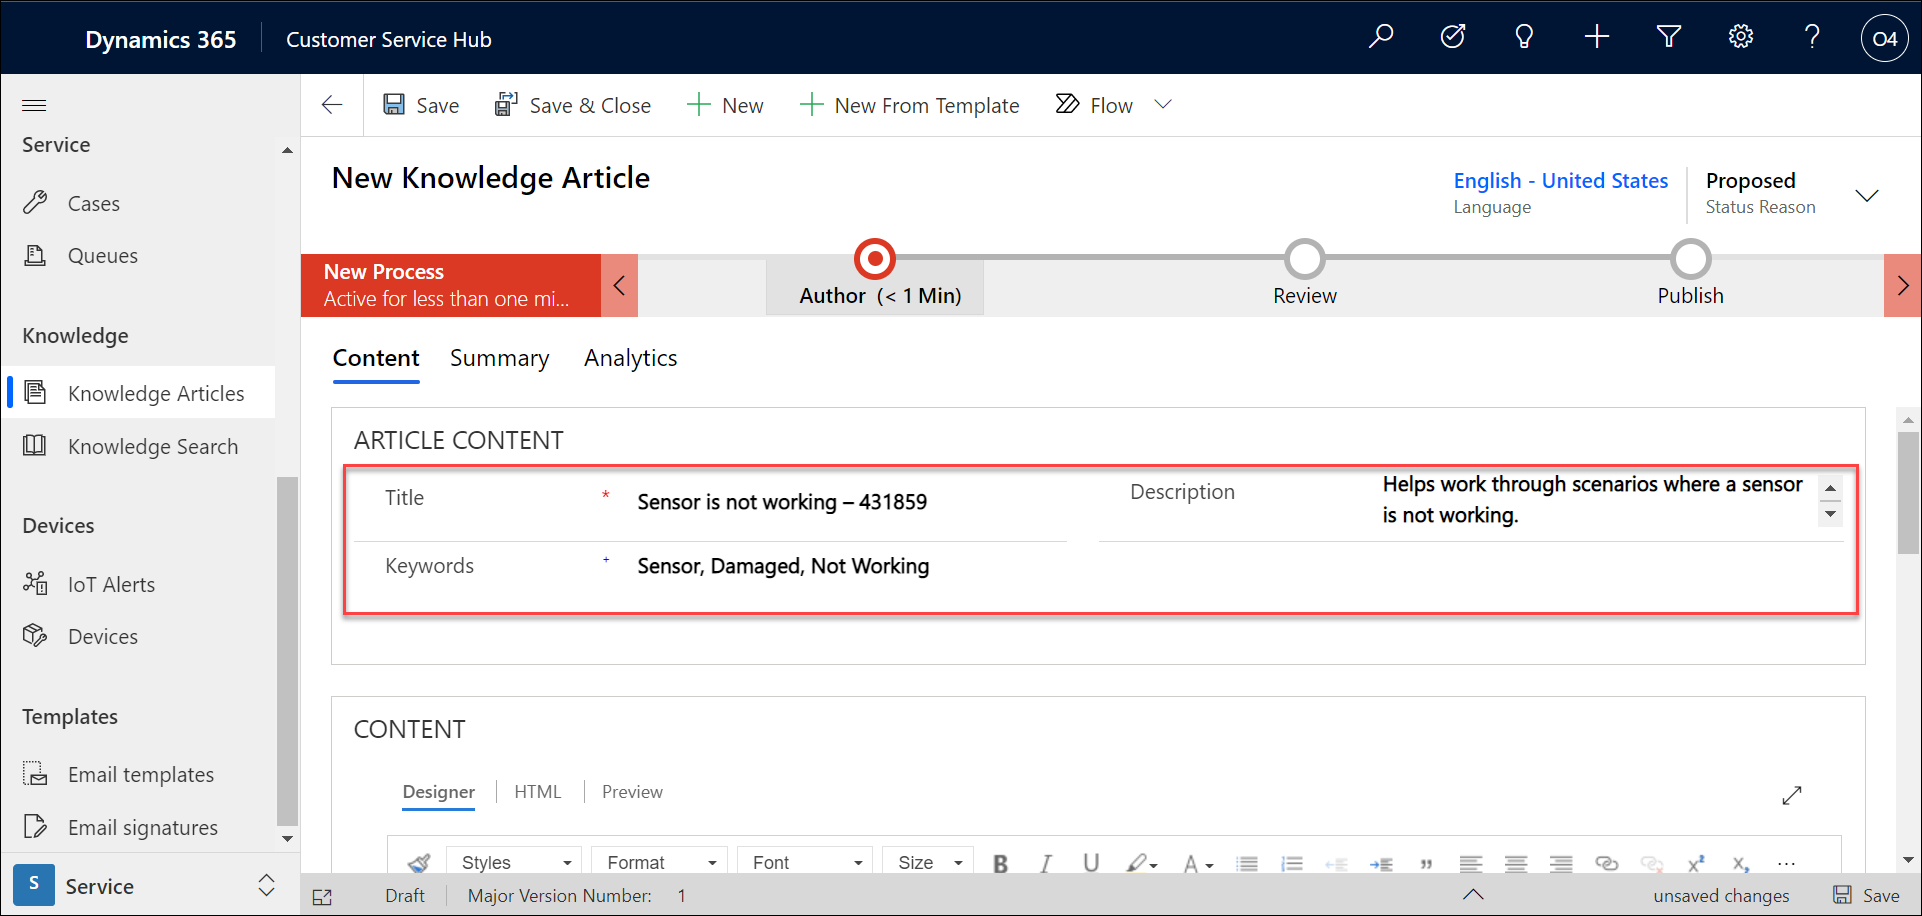 Dynamics 365
Customer Service Hub
O4
Save
Save & Close
New
New From Template
Flow
Service
Cases
Queues
Knowledge
Knowledge Articles
Knowledge Search
Devices
IoT Alerts
Devices
Templates
Email templates
Email signatures
S
Service
New Knowledge Article
English - United States
Language
Proposed
Status Reason
New Process
Active for less than one mi...
Author (< 1 Min)
Review
Publish
Content
Summary
Analytics
ARTICLE CONTENT
Title
*
Sensor is not working – 431859
Description
Helps work through scenarios where a sensor
is not working.
Keywords
+
Sensor, Damaged, Not Working
CONTENT
Designer
HTML
Preview
Styles
Format
Font
Size
B
I
U
A
x²
x₂
...
Draft
Major Version Number: 1
unsaved changes
Save